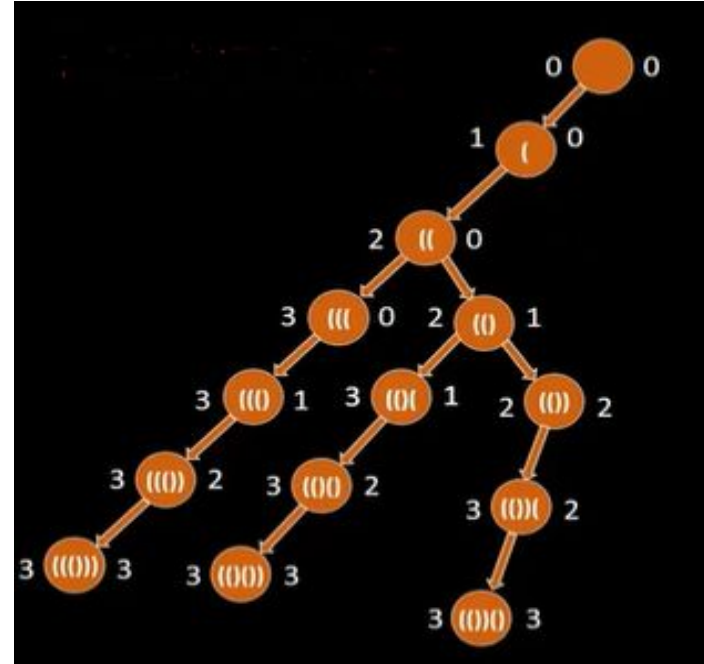 0 0
1 ( 0
2 (( 0
3 ((( 0 2 (() 1
3 ((() 1 3 (()( 1 2 (()) 2
3 ((()) 2 3 (()() 2 3 (())( 2
3 ((())) 3 3 (()()) 3
3 (())() 3